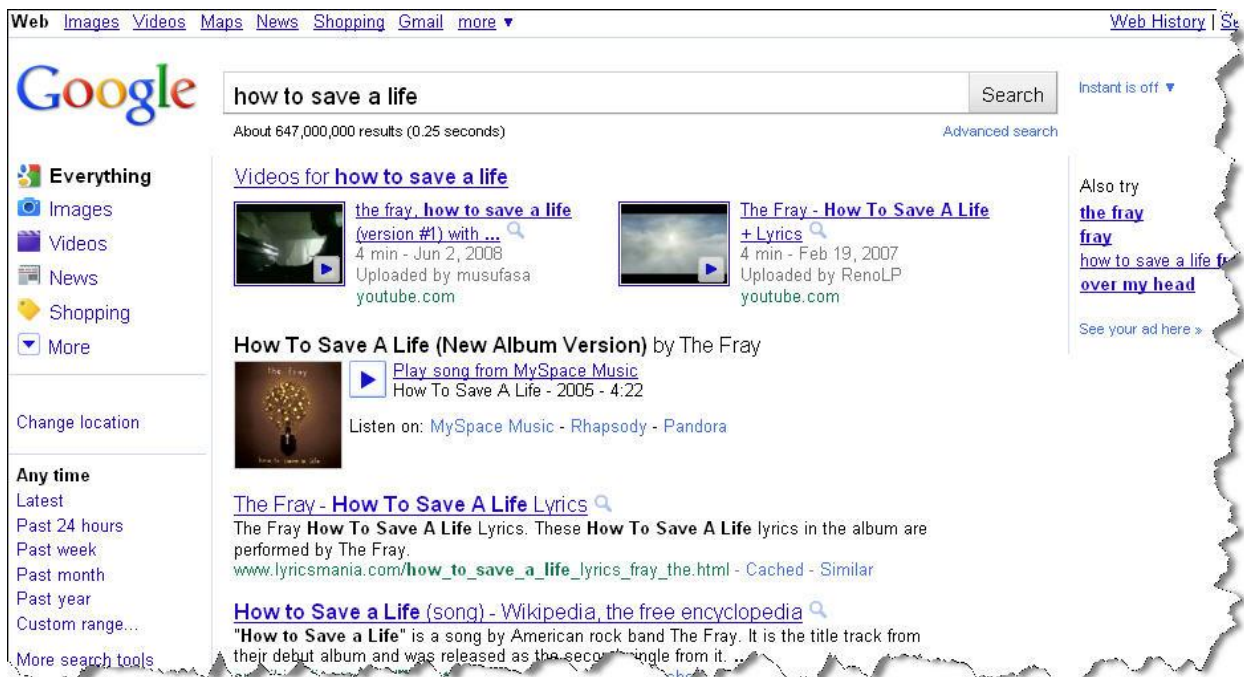 Web Images Videos Maps News Shopping Gmail more ▼
Web History |
Google
how to save a life
Search
Instant is off ▼
About 647,000,000 results (0.25 seconds)
Advanced search
Everything
Images
Videos
News
Shopping
More
Change location
Any time
Latest
Past 24 hours
Past week
Past month
Past year
Custom range...
More search tools
Videos for how to save a life
the fray, how to save a life
(version #1) with ...
4 min - Jun 2, 2008
Uploaded by musufasa
youtube.com
The Fray - How To Save A Life
+ Lyrics
4 min - Feb 19, 2007
Uploaded by RenoLP
youtube.com
How To Save A Life (New Album Version) by The Fray
the fray
how to save a life
Play song from MySpace Music
How To Save A Life - 2005 - 4:22
Listen on: MySpace Music - Rhapsody - Pandora
The Fray - How To Save A Life Lyrics
The Fray How To Save A Life Lyrics. These How To Save A Life lyrics in the album are
performed by The Fray.
www.lyricsmania.com/how_to_save_a_life_lyrics_fray_the.html - Cached - Similar
How to Save a Life (song) - Wikipedia, the free encyclopedia
"How to Save a Life" is a song by American rock band The Fray. It is the title track from
their debut album and was released as the second single from it. ...
Also try
the fray
fray
how to save a life
over my head
See your ad here »